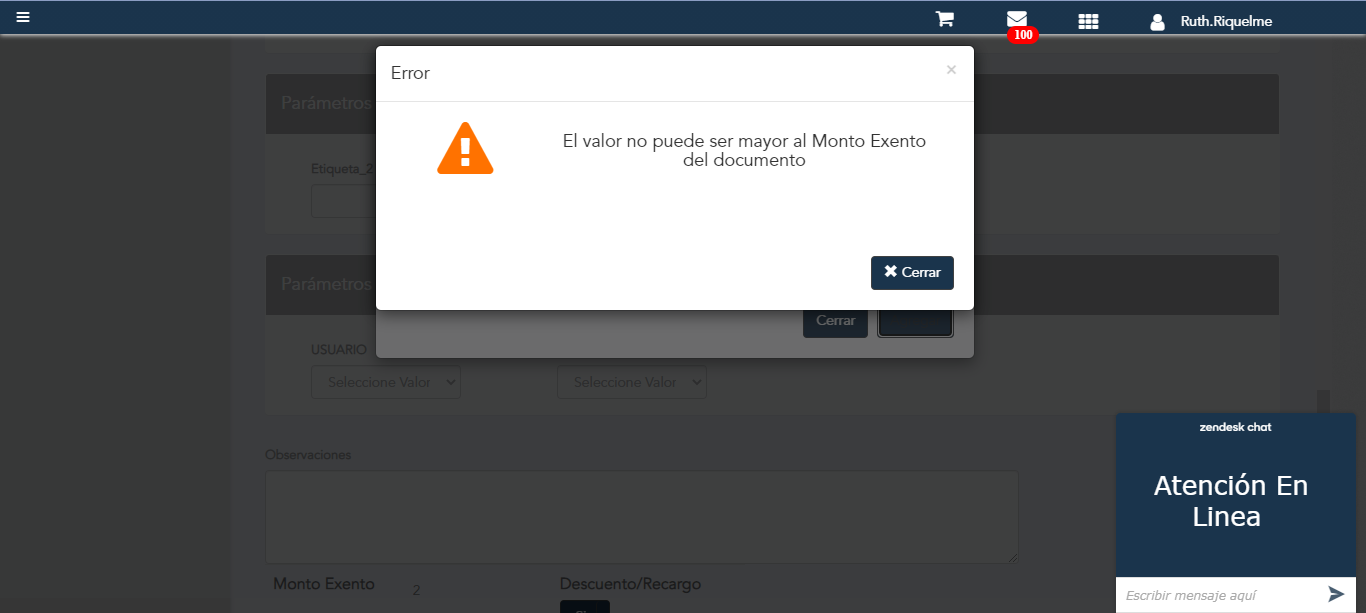 100
Ruth.Riquelme
Error
×
Parámetros
El valor no puede ser mayor al Monto Exento
del documento
Etiqueta_2
Cerrar
Parámetros
Cerrar
USUARIO
Seleccione Valor
Seleccione Valor
zendesk chat
Atención En
Linea
Observaciones
Monto Exento
2
Descuento/Recargo
Escribir mensaje aquí